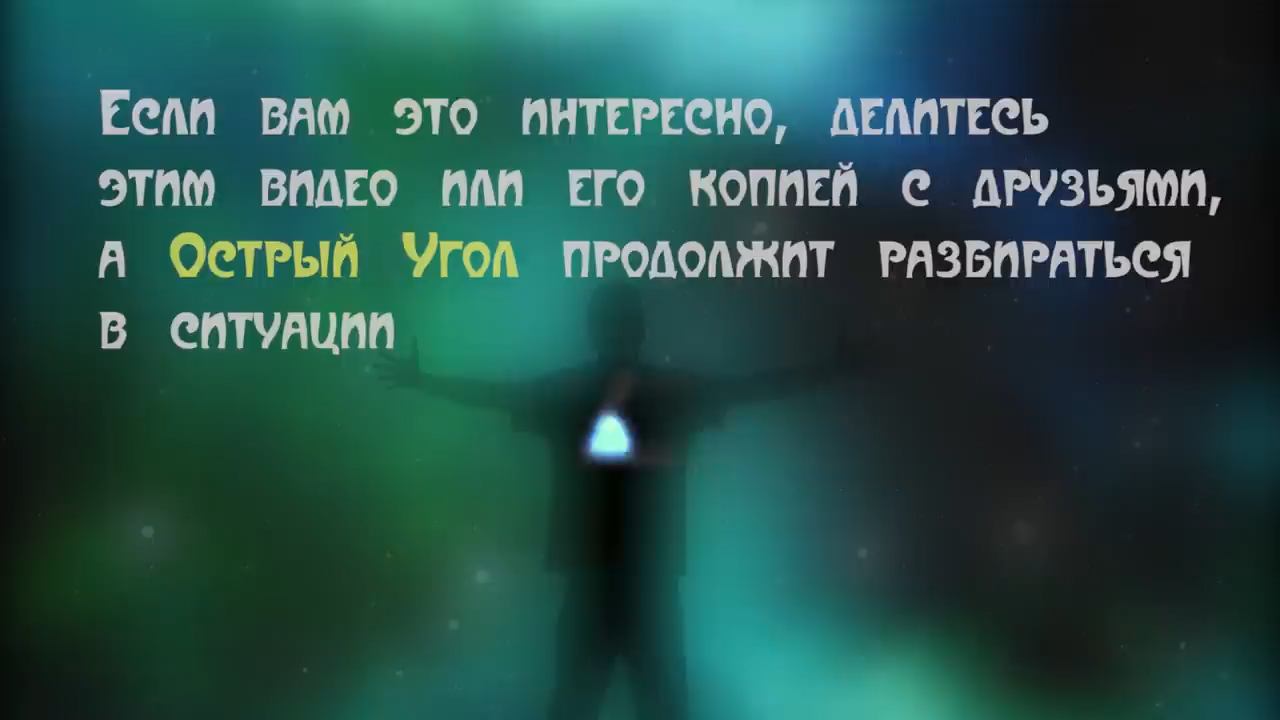 Если вам это интересно, делитесь
этим видео или его копией с друзьями,
а Острый Угол продолжит разбираться
в ситуации